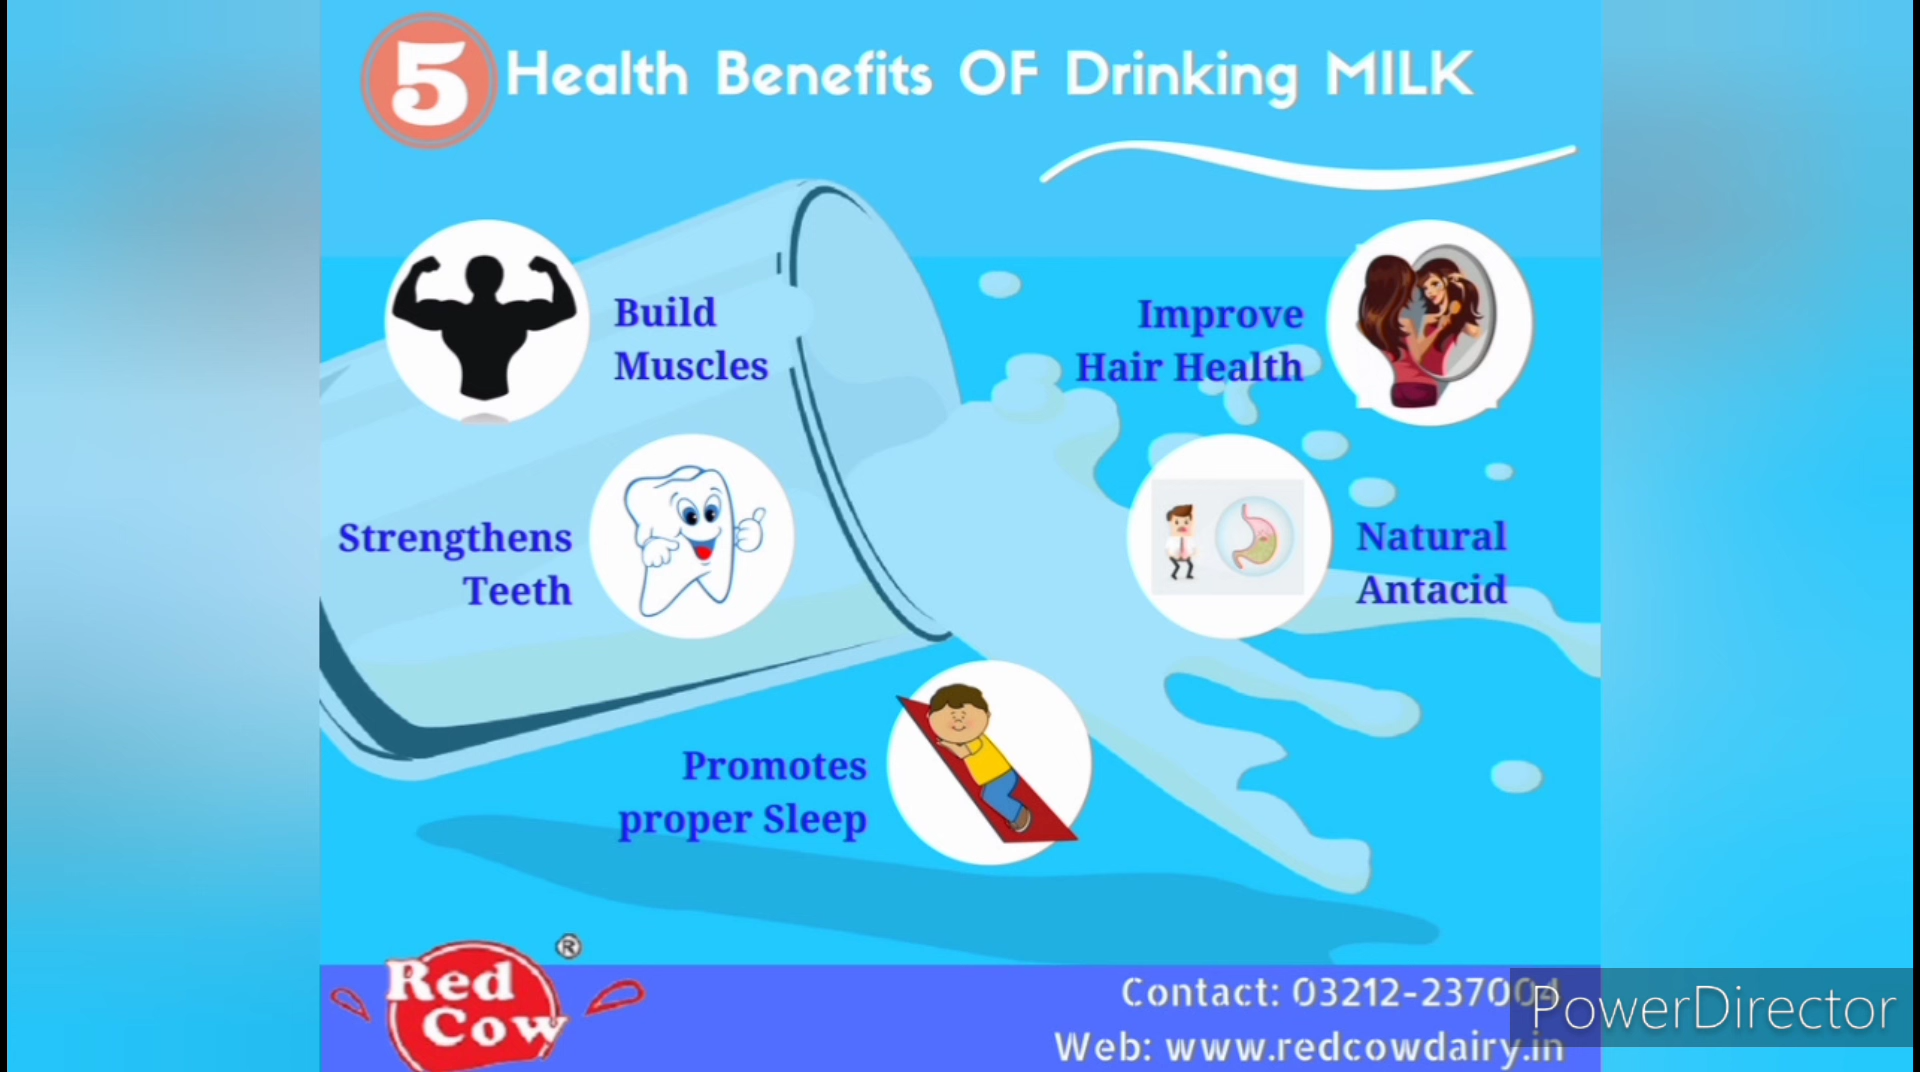 5 Health Benefits OF Drinking MILK
Build
Muscles
Improve
Hair Health
Strengthens
Teeth
Natural
Antacid
Promotes
proper Sleep
Red
Cow
®
Contact: 03212-237004
Web: www.redcowdairy.in
PowerDirector